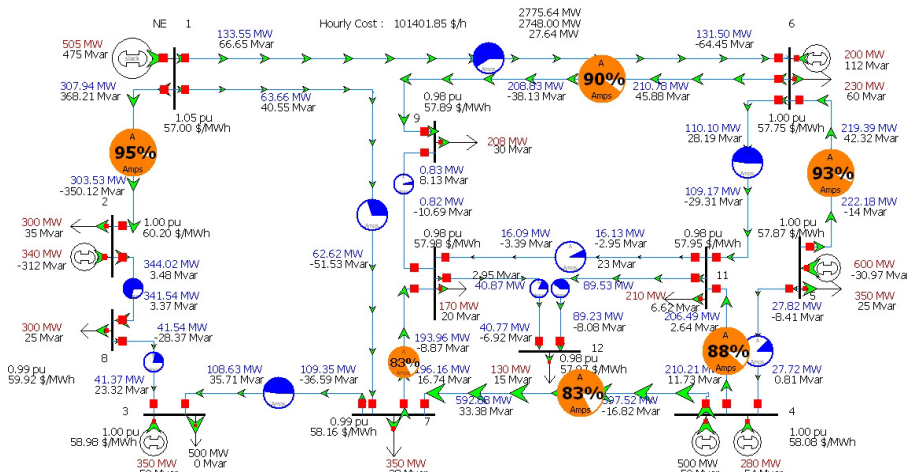 NE 1
Hourly Cost : 101401.85 $/h
2775.64 MW
2748.00 MW
27.64 MW
6
505 MW
475 Mvar
slack
133.55 MW
66.65 Mvar
131.50 MW
-64.45 Mvar
200 MW
112 Mvar
307.94 MW
368.21 Mvar
63.66 MW
40.55 Mvar
208.83 MW
-38.13 Mvar
A
90%
Amps
210.78 MW
45.88 Mvar
230 MW
60 Mvar
1.05 pu
57.00 $/MWh
0.98 pu
57.89 $/MWh
9
1.00 pu
57.75 $/MWh
A
95%
Amps
208 MW
30 Mvar
110.10 MW
28.19 Mvar
219.39 MW
42.32 Mvar
A
93%
Amps
303.53 MW
-350.12 Mvar
0.83 MW
8.13 Mvar
109.17 MW
-29.31 Mvar
222.18 MW
-14 Mvar
2
0.82 MW
-10.69 Mvar
300 MW
35 Mvar
1.00 pu
60.20 $/MWh
340 MW
-312 Mvar
62.62 MW
-51.53 Mvar
0.98 pu
57.98 $/MWh
16.09 MW
-3.39 Mvar
16.13 MW
-2.95 Mvar
0.98 pu
57.95 $/MWh
1.00 pu
57.87 $/MWh
344.02 MW
3.48 Mvar
10
2.95 Mvar
40.87 MW
23 Mvar
89.53 MW
11
600 MW
-30.97 Mvar
341.54 MW
3.37 Mvar
170 MW
20 Mvar
210 MW
6.62 Mvar
5
350 MW
25 Mvar
300 MW
25 Mvar
8
41.54 MW
-28.37 Mvar
193.96 MW
-8.87 Mvar
40.77 MW
-6.92 Mvar
89.23 MW
-8.08 Mvar
206.49 MW
2.64 Mvar
27.82 MW
-8.41 Mvar
12
0.99 pu
59.92 $/MWh
41.37 MW
23.32 Mvar
108.63 MW
35.71 Mvar
109.35 MW
-36.59 Mvar
83%
196.16 MW
16.74 Mvar
0.98 pu
57.97 $/MWh
130 MW
15 Mvar
A
88%
Amps
27.72 MW
0.81 Mvar
592.88 MW
33.38 Mvar
A
83%
Amps
597.52 MW
-16.82 Mvar
210.21 MW
11.73 Mvar
3
1.00 pu
58.98 $/MWh
0.99 pu
58.16 $/MWh
7
4
1.00 pu
58.08 $/MWh
350 MW
500 MW
0 Mvar
350 MW
500 MW
280 MW